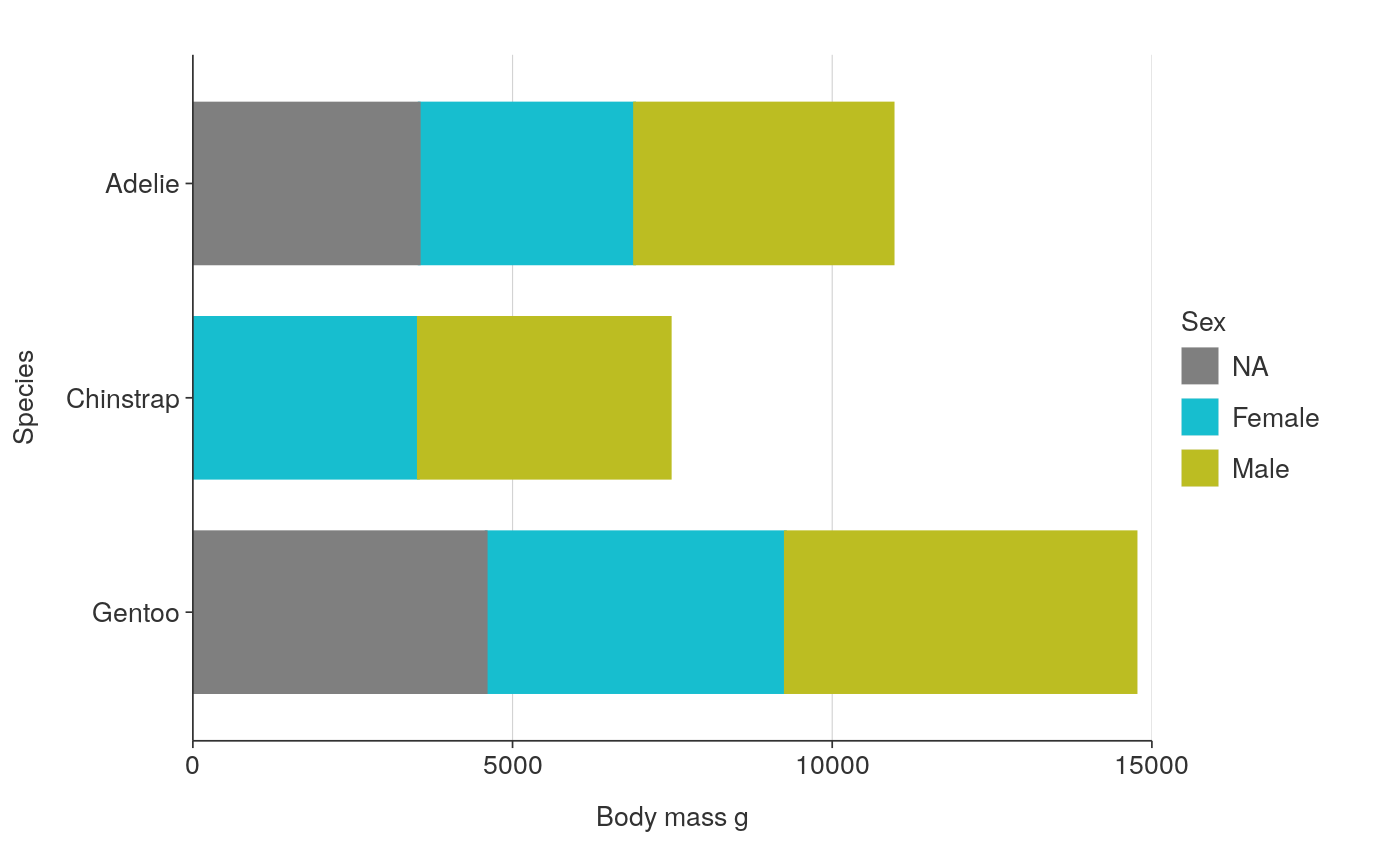 Adelie
Chinstrap
Gentoo
Species
0
5000
10000
15000
Body mass g
Sex
NA
Female
Male